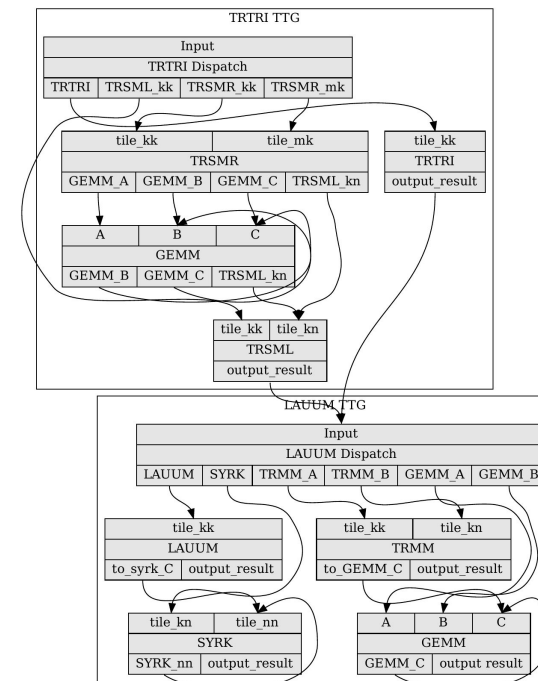 TRTRI TTG
Input
TRTRI Dispatch
TRTRI TRSML_kk TRSMR_kk TRSMR_mk
tile_kk tile_mk
TRSMR
GEMM_A GEMM_B GEMM_C TRSML_kn
tile_kk
TRTRI
output_result
A B C
GEMM
GEMM_B GEMM_C TRSML_kn
tile_kk tile_kn
TRSML
output_result
LAUUM TTG
Input
LAUUM Dispatch
LAUUM SYRK TRMM_A TRMM_B GEMM_A GEMM_B
tile_kk
LAUUM
to_syrk_C output_result
tile_kk tile_kn
TRMM
to_GEMM_C output_result
tile_kn tile_nn
SYRK
SYRK_nn output_result
A B C
GEMM
GEMM_C output result